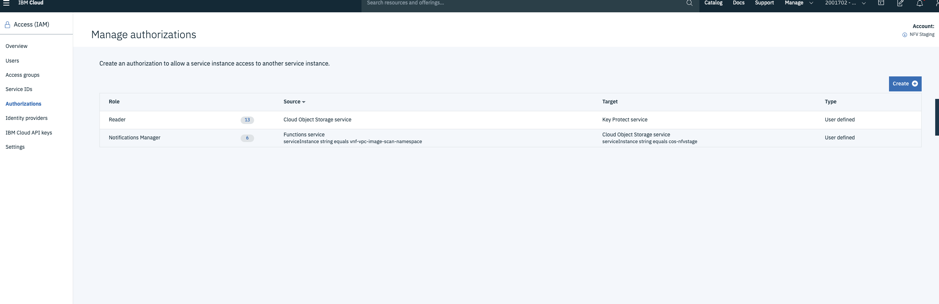 IBM Cloud
Search resources and offerings...
Catalog Docs Support Manage 2001702 - ...
Access (IAM)
Overview
Users
Access groups
Service IDs
Authorizations
Identity providers
IBM Cloud API keys
Settings
Manage authorizations
Account:
NFV Staging
Create an authorization to allow a service instance access to another service instance.
Create
Role Source Target Type
Reader 13 Cloud Object Storage service Key Protect service User defined
Notifications Manager 6 Functions service Cloud Object Storage service User defined
serviceInstance string equals vnf-vpc-image-scan-namespace serviceInstance string equals cos-nfvstage